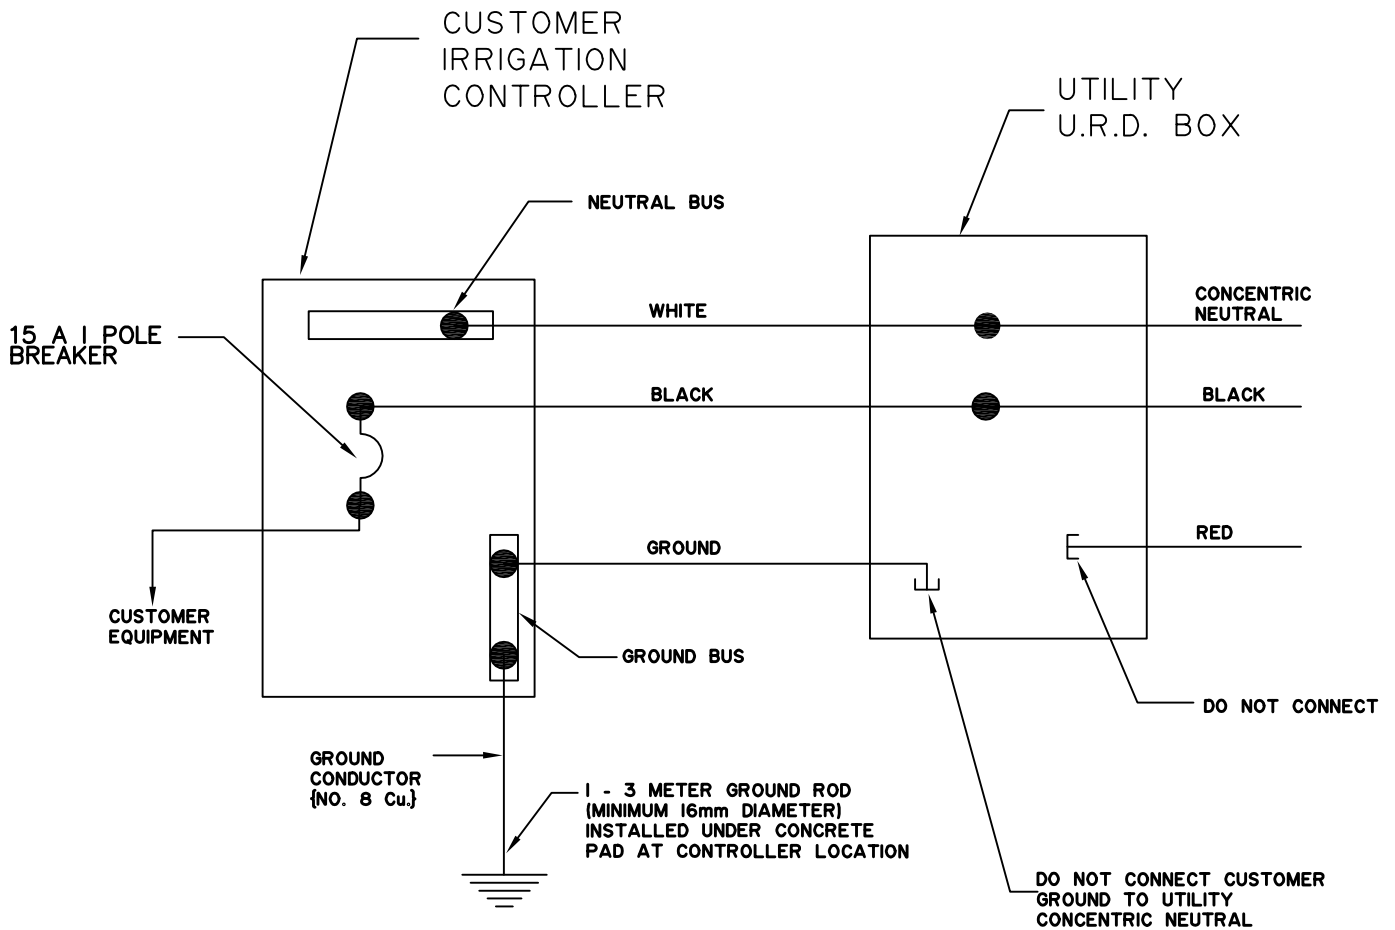 CUSTOMER
IRRIGATION
CONTROLLER
UTILITY
U.R.D. BOX
NEUTRAL BUS
WHITE
CONCENTRIC
NEUTRAL
15 A 1 POLE
BREAKER
BLACK
BLACK
GROUND
RED
CUSTOMER
EQUIPMENT
GROUND BUS
DO NOT CONNECT
GROUND
CONDUCTOR
{NO. 8 Cu.}
1 - 3 METER GROUND ROD
(MINIMUM 16mm DIAMETER)
INSTALLED UNDER CONCRETE
PAD AT CONTROLLER LOCATION
DO NOT CONNECT CUSTOMER
GROUND TO UTILITY
CONCENTRIC NEUTRAL